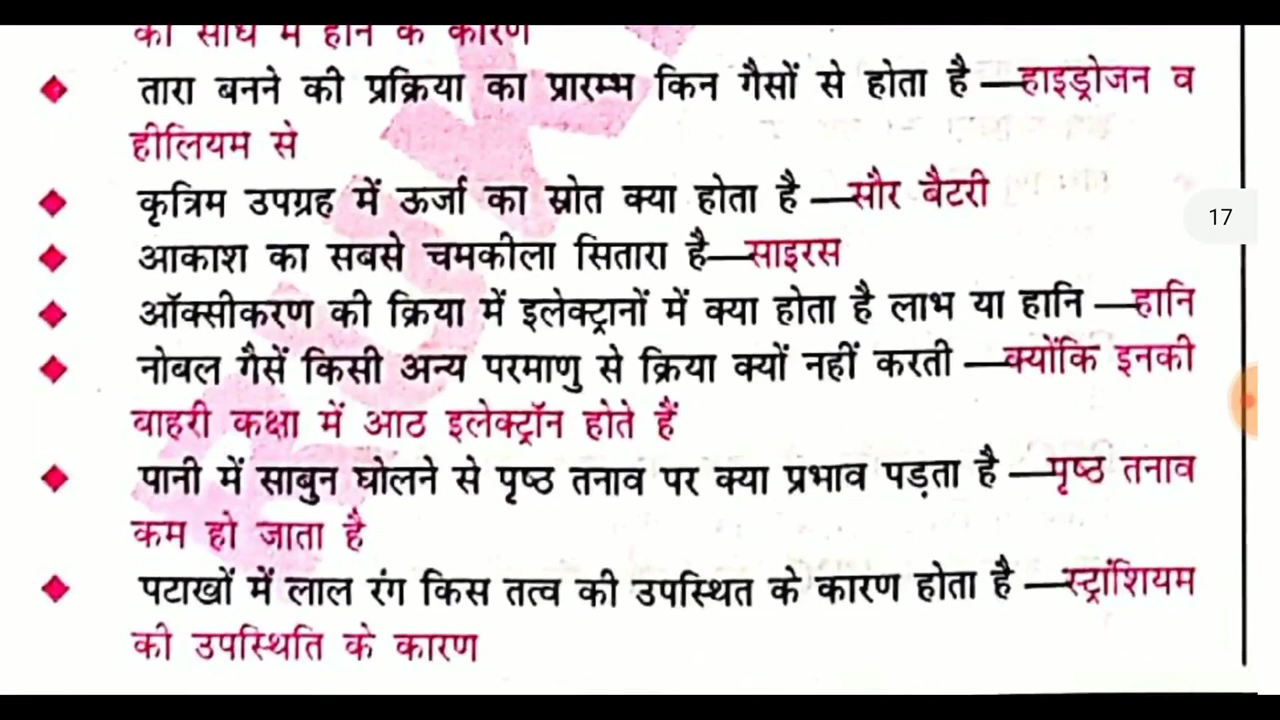 की सीध में होने के कारण
तारा बनने की प्रक्रिया का प्रारम्भ किन गैसों से होता है —हाइड्रोजन व
हीलियम से
कृत्रिम उपग्रह में ऊर्जा का स्रोत क्या होता है —सौर बैटरी
17
आकाश का सबसे चमकीला सितारा है—साइरस
ऑक्सीकरण की क्रिया में इलेक्ट्रानों में क्या होता है लाभ या हानि —हानि
नोबल गैसें किसी अन्य परमाणु से क्रिया क्यों नहीं करती —क्योंकि इनकी
बाहरी कक्षा में आठ इलेक्ट्रॉन होते हैं
पानी में साबुन घोलने से पृष्ठ तनाव पर क्या प्रभाव पड़ता है —पृष्ठ तनाव
कम हो जाता है
पटाखों में लाल रंग किस तत्व की उपस्थित के कारण होता है —स्ट्रांशियम
की उपस्थिति के कारण